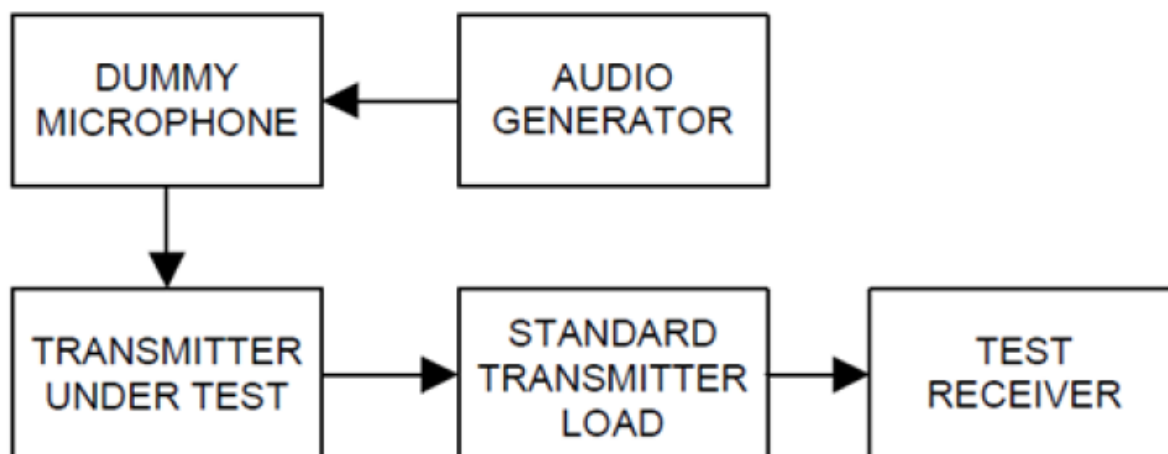 DUMMY
MICROPHONE
AUDIO
GENERATOR
TRANSMITTER
UNDER TEST
STANDARD
TRANSMITTER
LOAD
TEST
RECEIVER